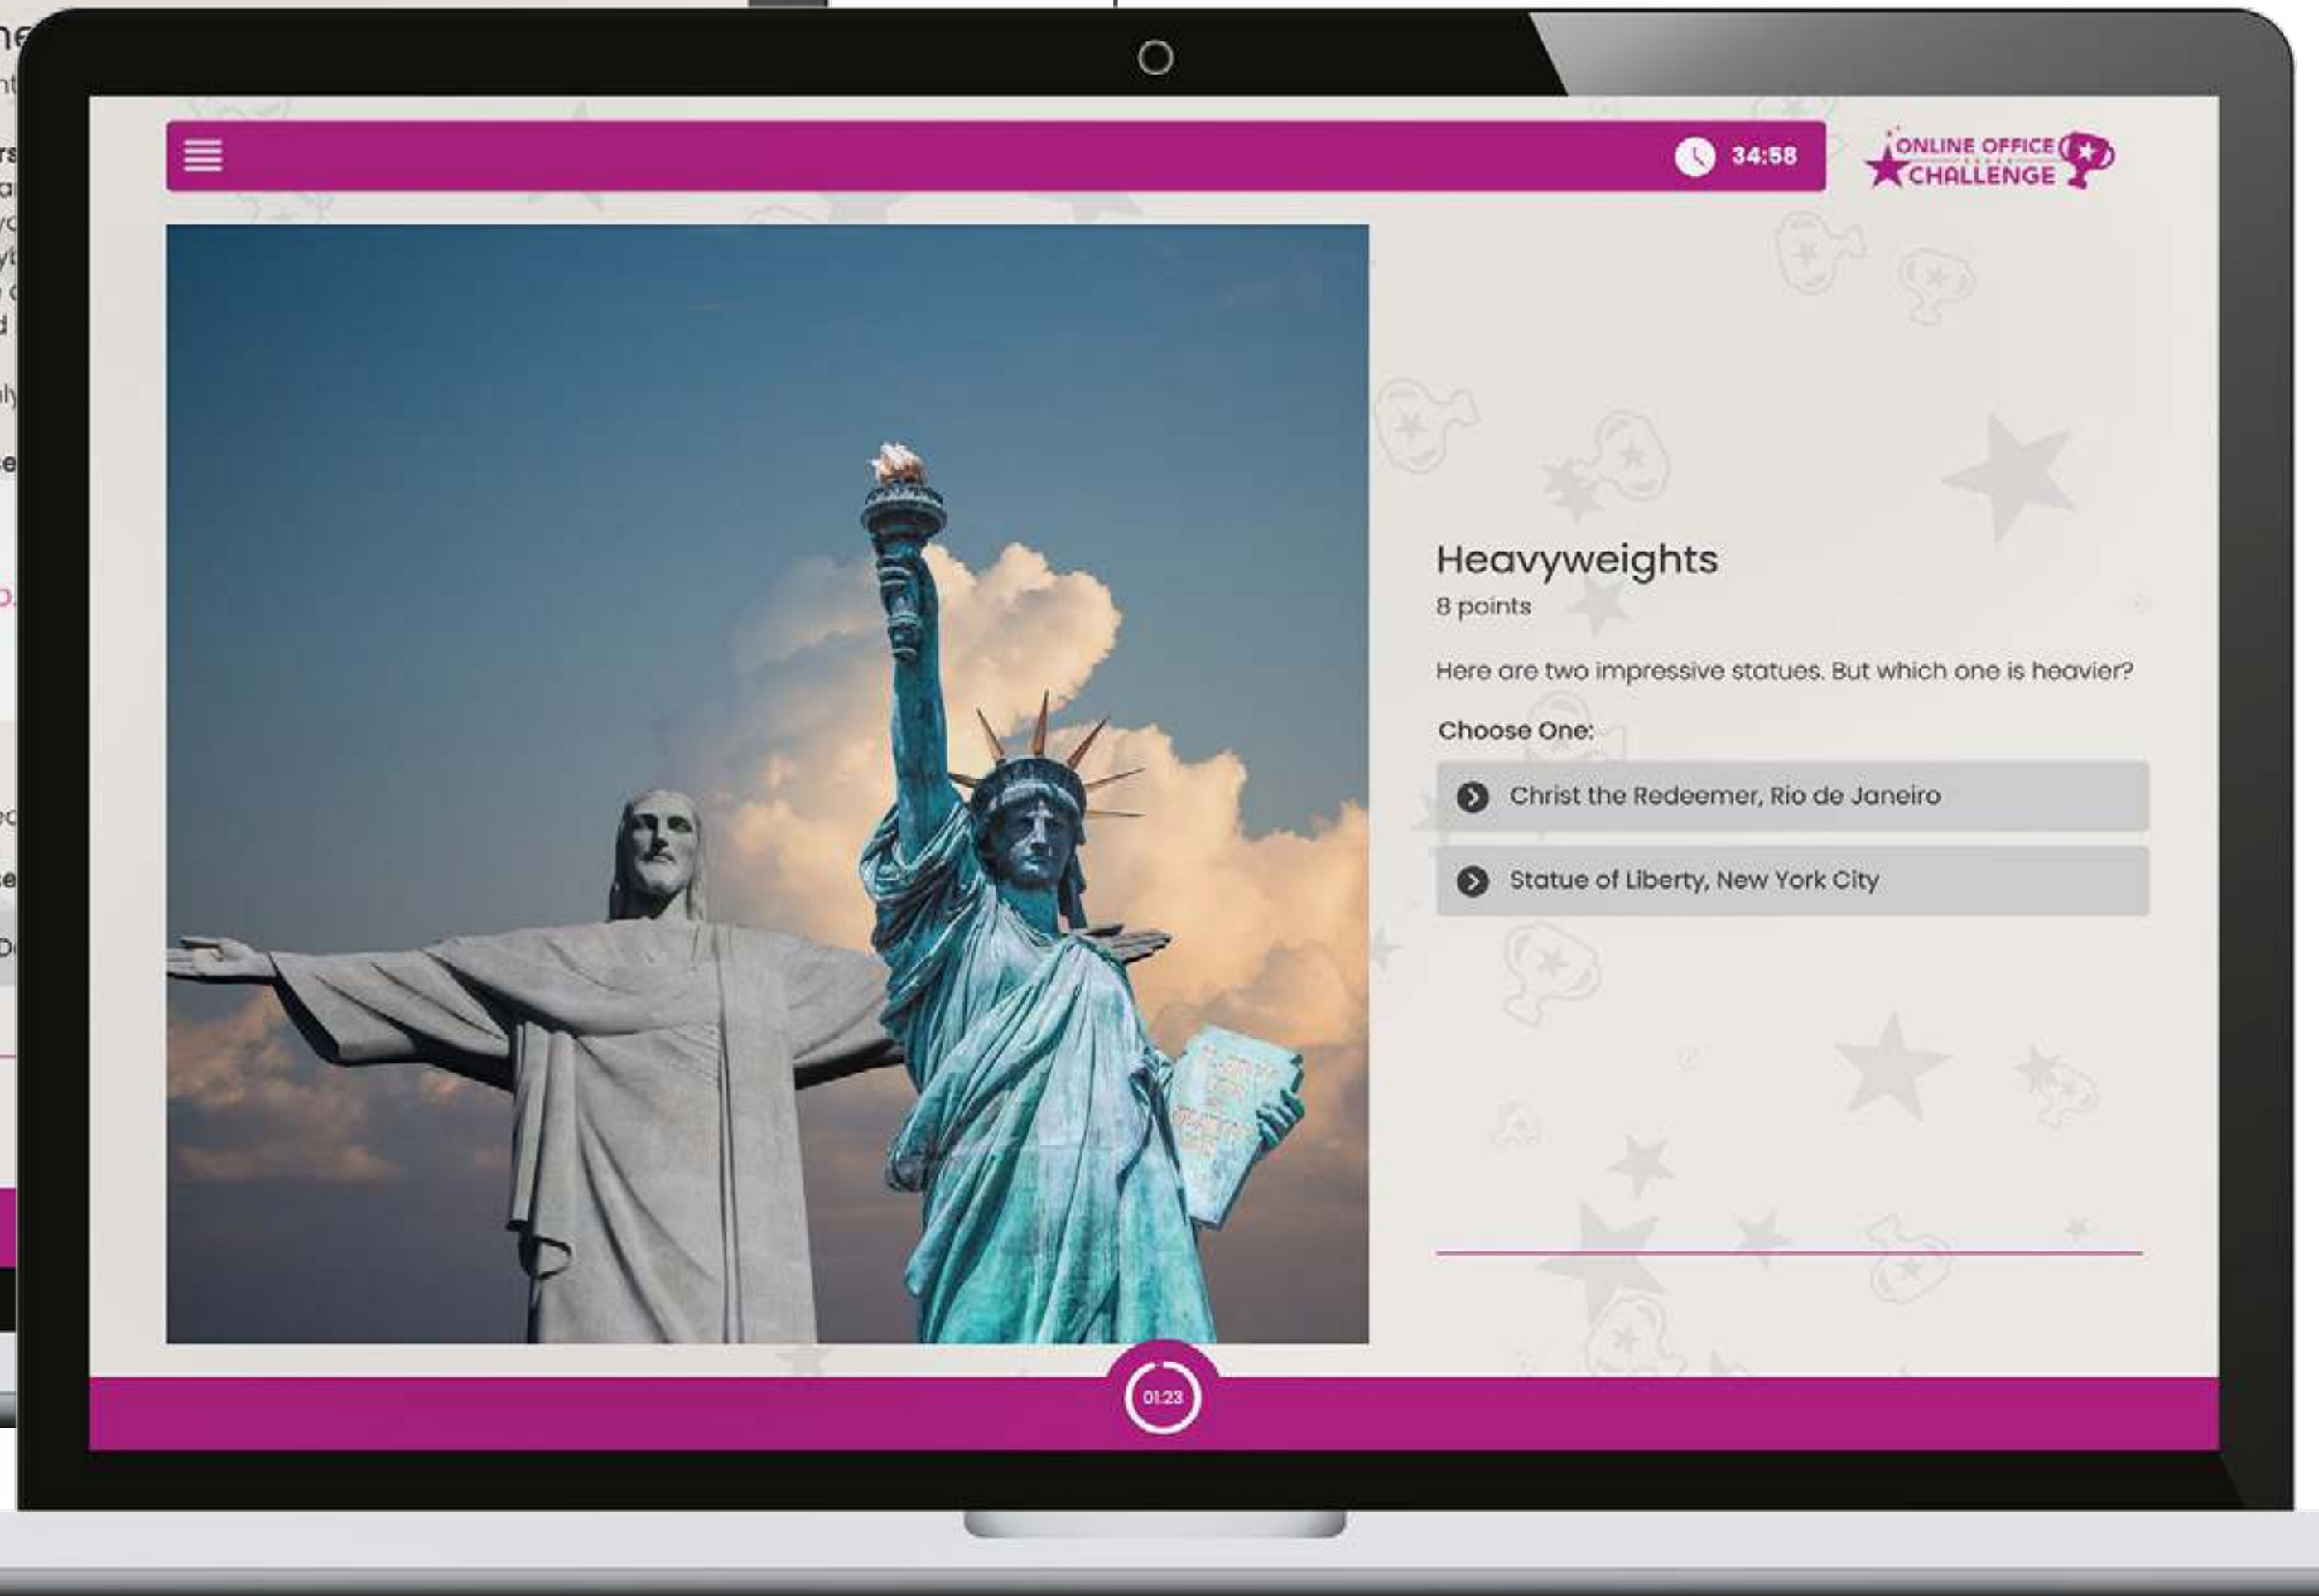 34:58
ONLINE OFFICE
CHALLENGE
Heavyweights
8 points
Here are two impressive statues. But which one is heavier?
Choose One:
Christ the Redeemer, Rio de Janeiro
Statue of Liberty, New York City
01:23